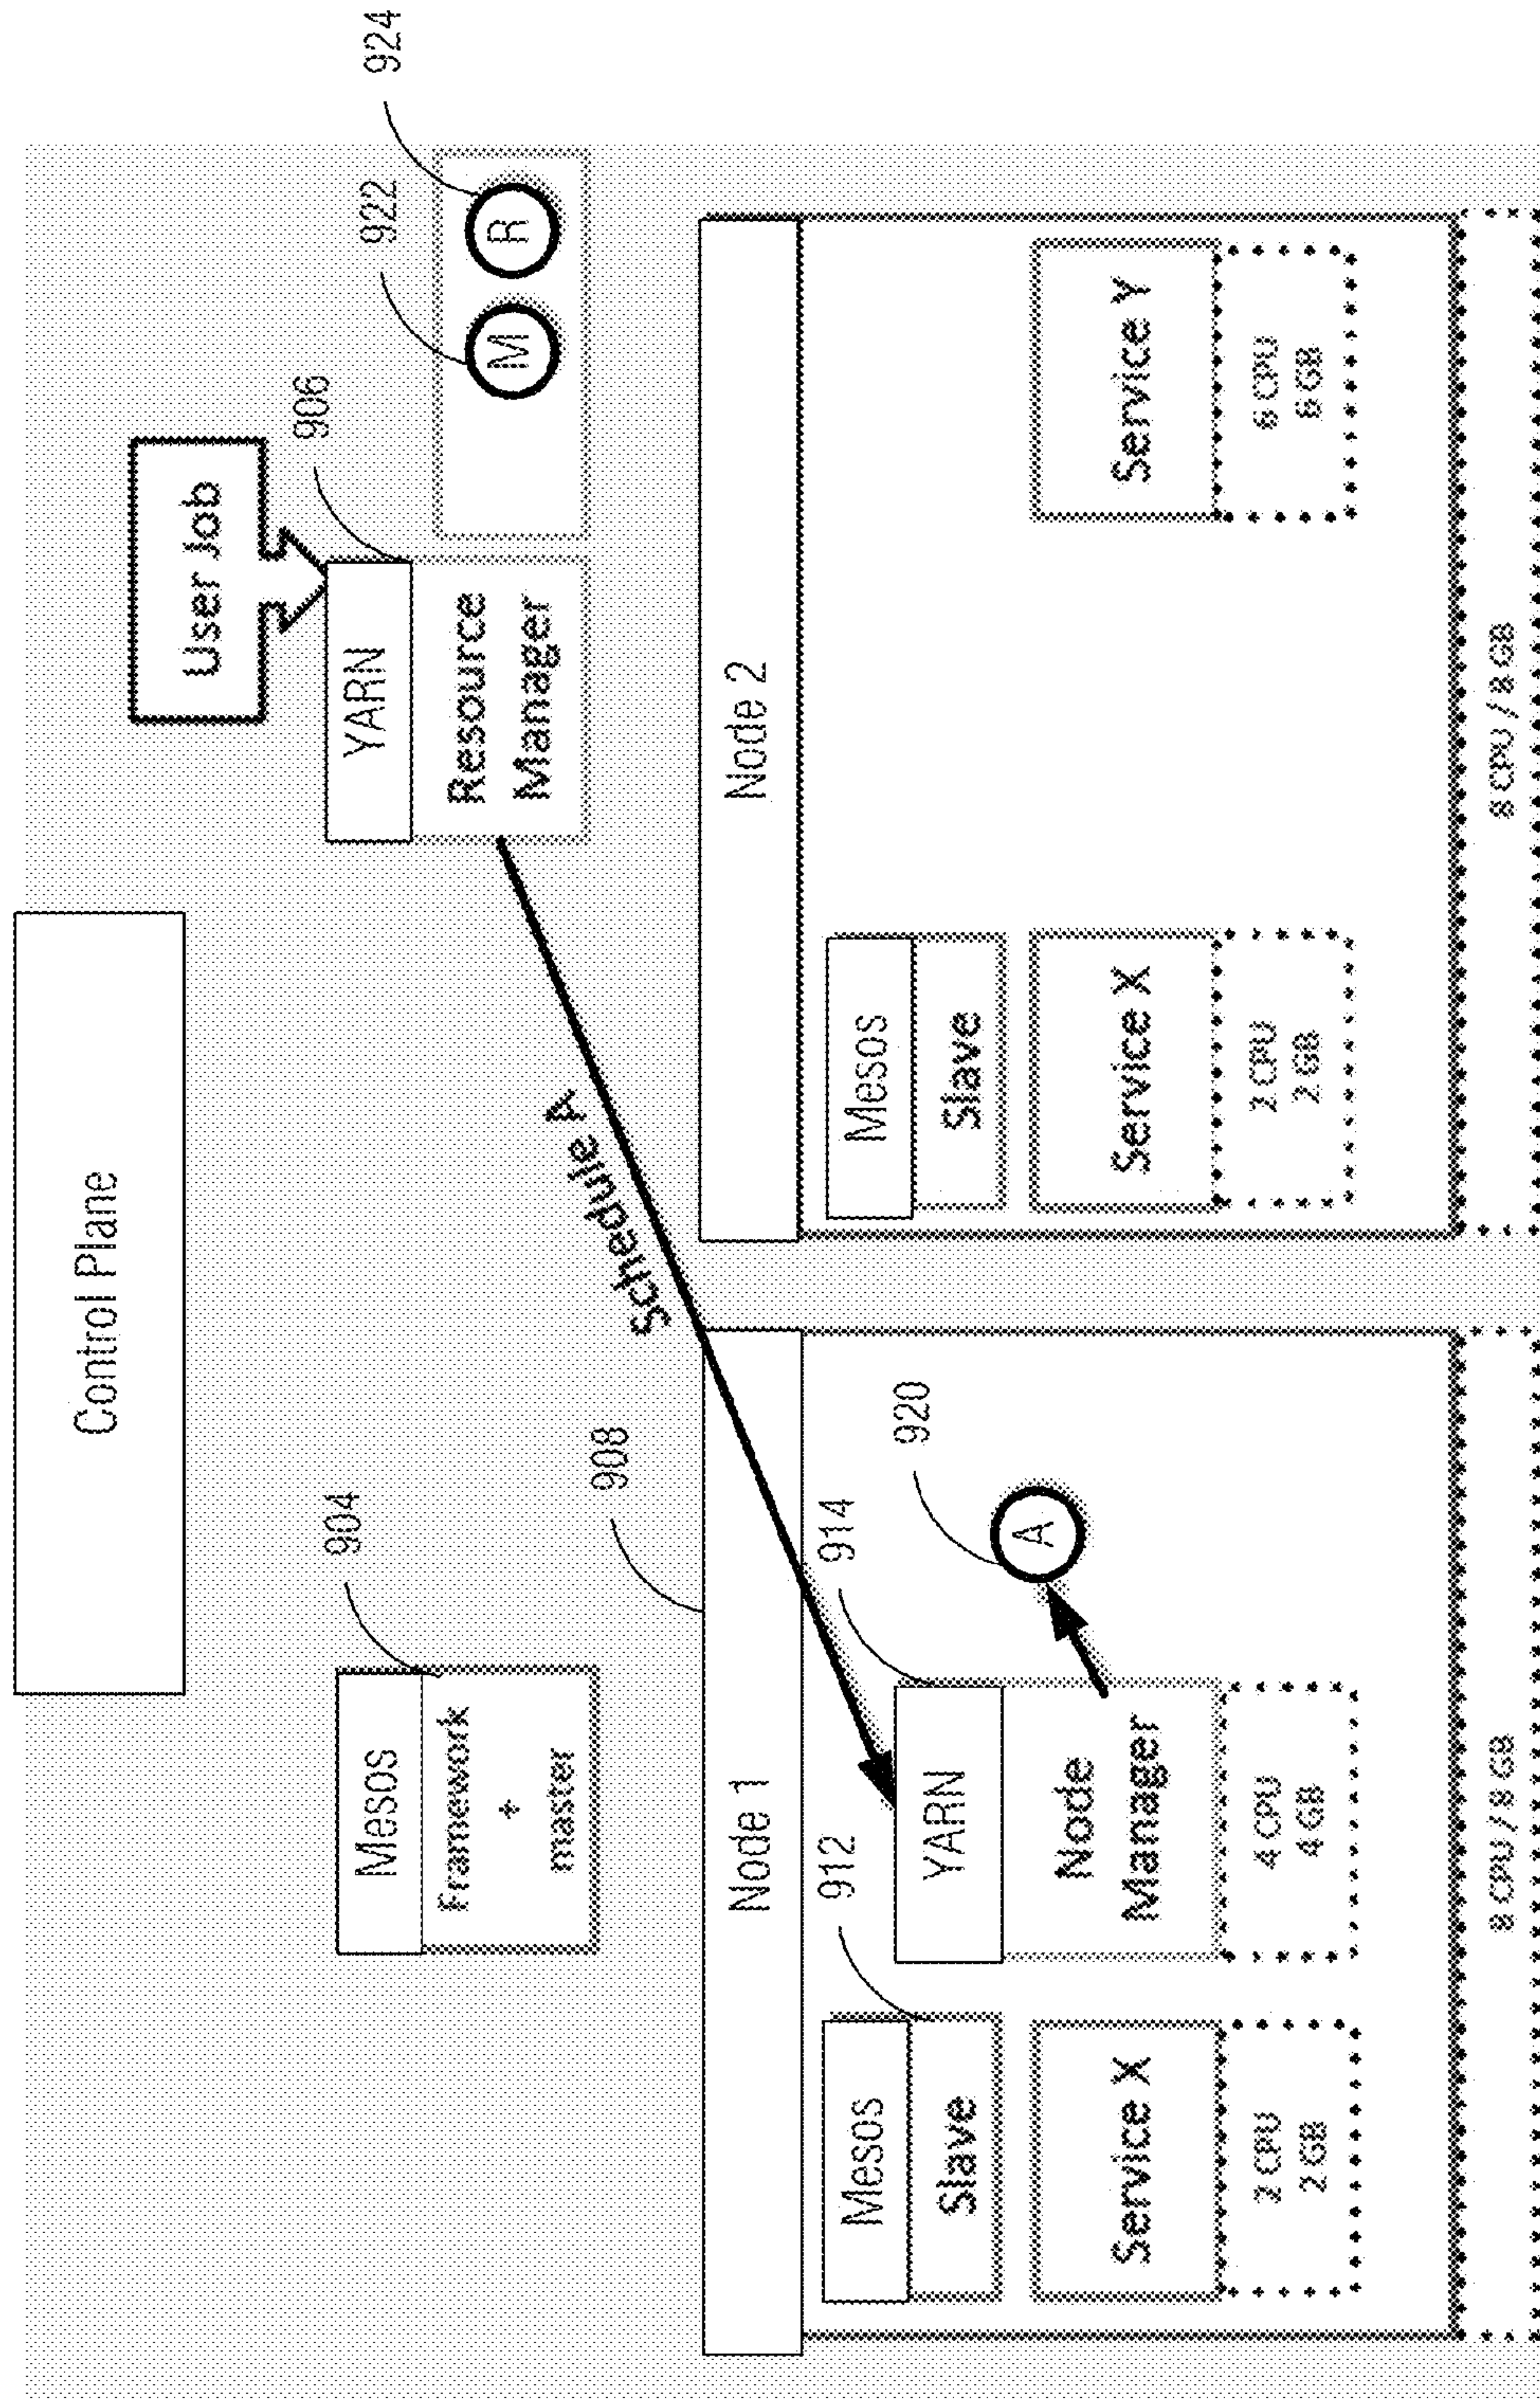 Control Plane
User Job
904
906
922
924
Mesos
Framework
+
master
YARN
Resource
Manager
M
R
Schedule A
908
Node 1
Node 2
912
914
920
Mesos
Slave
YARN
Node
Manager
A
Service X
2 CPU
2 GB
4 CPU
4 GB
8 CPU / 8 GB
Mesos
Slave
Service X
2 CPU
2 GB
Service Y
6 CPU
6 GB
8 CPU / 8 GB